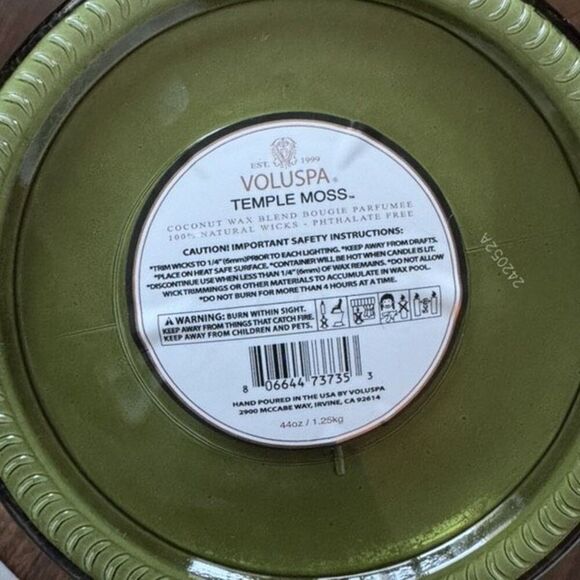 EST. 1999
VOLUSPA®
TEMPLE MOSS™
COCONUT WAX BLEND BOUGIE PARFUMEE
100% NATURAL WICKS - PHTHALATE FREE
CAUTION! IMPORTANT SAFETY INSTRUCTIONS:
*TRIM WICKS TO 1/4" (6mm)PRIOR TO EACH LIGHTING. *KEEP AWAY FROM DRAFTS.
*PLACE ON HEAT SAFE SURFACE. *CONTAINER WILL BE HOT WHEN CANDLE IS LIT.
*DISCONTINUE USE WHEN LESS THAN 1/4" (6mm) OF WAX REMAINS. *DO NOT ALLOW
WICK TRIMMINGS OR OTHER MATERIALS TO ACCUMULATE IN WAX POOL.
*DO NOT BURN FOR MORE THAN 4 HOURS AT A TIME.
WARNING: BURN WITHIN SIGHT.
KEEP AWAY FROM THINGS THAT CATCH FIRE.
KEEP AWAY FROM CHILDREN AND PETS.
8 06644 73735 3
HAND POURED IN THE USA BY VOLUSPA
2900 MCCABE WAY, IRVINE, CA 92614
44oz / 1.25kg
242052A